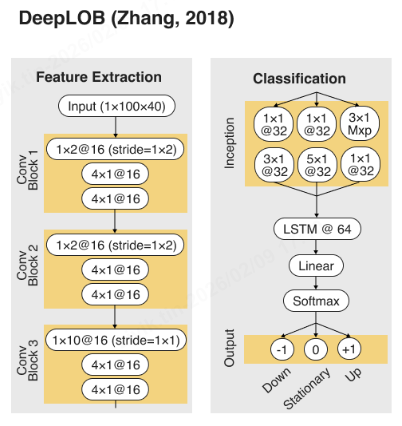 DeepLOB (Zhang, 2018)
Feature Extraction
Input (1×100×40)
Conv
Block 1
1×2@16 (stride=1×2)
4×1@16
4×1@16
Conv
Block 2
1×2@16 (stride=1×2)
4×1@16
4×1@16
Conv
Block 3
1×10@16 (stride=1×1)
4×1@16
4×1@16
Classification
Inception
1×1
@32
1×1
@32
3×1
Mxp
3×1
@32
5×1
@32
1×1
@32
LSTM @ 64
Linear
Softmax
Output
-1
0
+1
Down
Stationary
Up